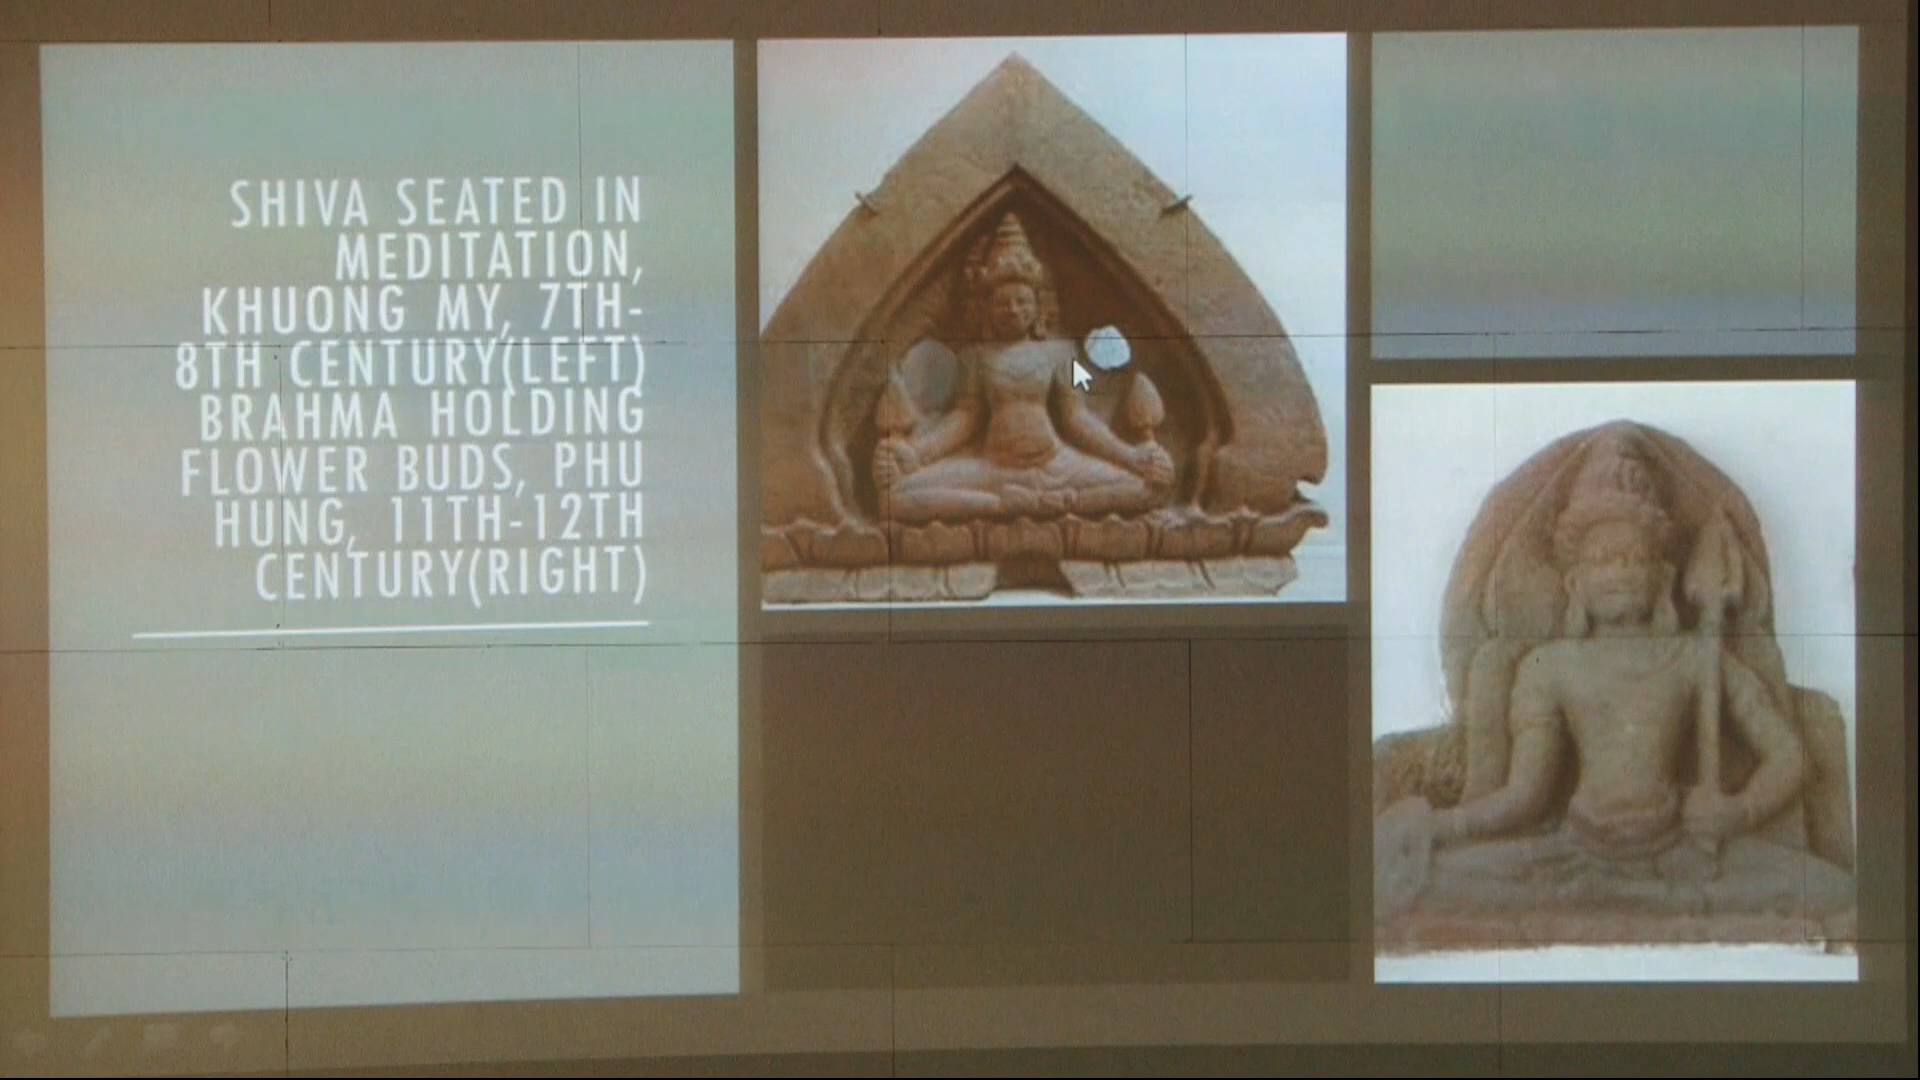 SHIVA SEATED IN
MEDITATION,
KHUONG MY, 7TH-
8TH CENTURY(LEFT)
BRAHMA HOLDING
FLOWER BUDS, PHU
HUNG, 11TH-12TH
CENTURY(RIGHT)